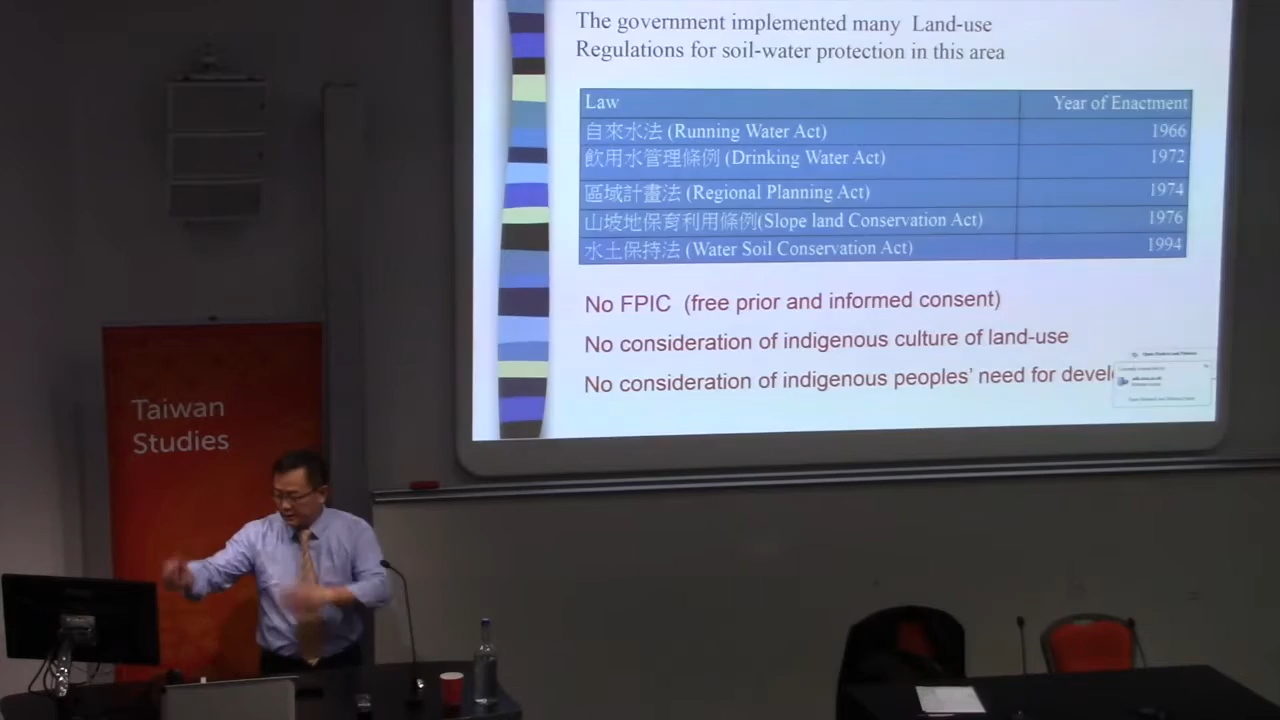 The government implemented many Land-use
Regulations for soil-water protection in this area
Law Year of Enactment
自來水法 (Running Water Act) 1966
飲用水管理條例 (Drinking Water Act) 1972
區域計畫法 (Regional Planning Act) 1974
山坡地保育利用條例(Slope land Conservation Act) 1976
水土保持法 (Water Soil Conservation Act) 1994
No FPIC (free prior and informed consent)
No consideration of indigenous culture of land-use
No consideration of indigenous peoples' need for devel
Taiwan
Studies